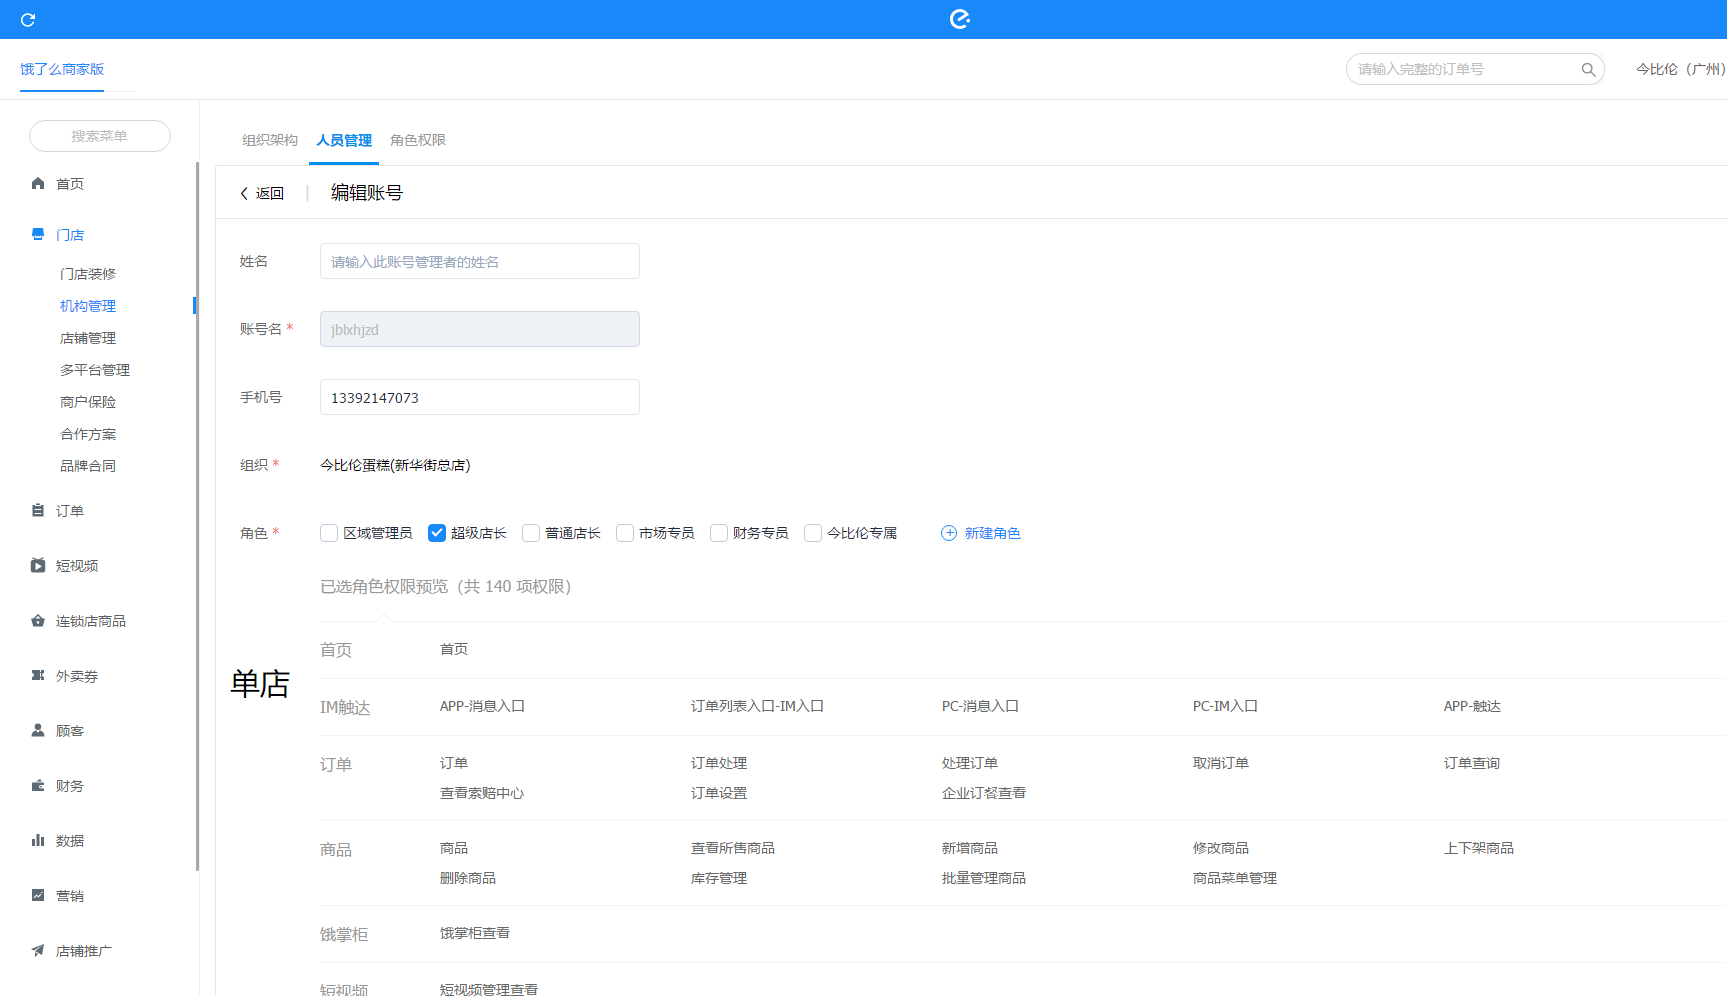 饿了么商家版
请输入完整的订单号
今比伦（广州）
搜索菜单
首页
门店
门店装修
机构管理
店铺管理
多平台管理
商户保险
合作方案
品牌合同
订单
短视频
连锁店商品
外卖券
顾客
财务
数据
营销
店铺推广
组织架构 人员管理 角色权限
返回 | 编辑账号
姓名 请输入此账号管理者的姓名
账号名 * jblxhjzd
手机号 13392147073
组织 * 今比伦蛋糕(新华街总店)
角色 * 区域管理员 超级店长 普通店长 市场专员 财务专员 今比伦专属 新建角色
已选角色权限预览（共 140 项权限）
单店
首页 首页
IM触达 APP-消息入口 订单列表入口-IM入口 PC-消息入口 PC-IM入口 APP-触达
订单 订单 订单处理 处理订单 取消订单 订单查询
查看索赔中心 订单设置 企业订餐查看
商品 商品 查看所售商品 新增商品 修改商品 上下架商品
删除商品 库存管理 批量管理商品 商品菜单管理
饿掌柜 饿掌柜查看
短视频 短视频管理查看